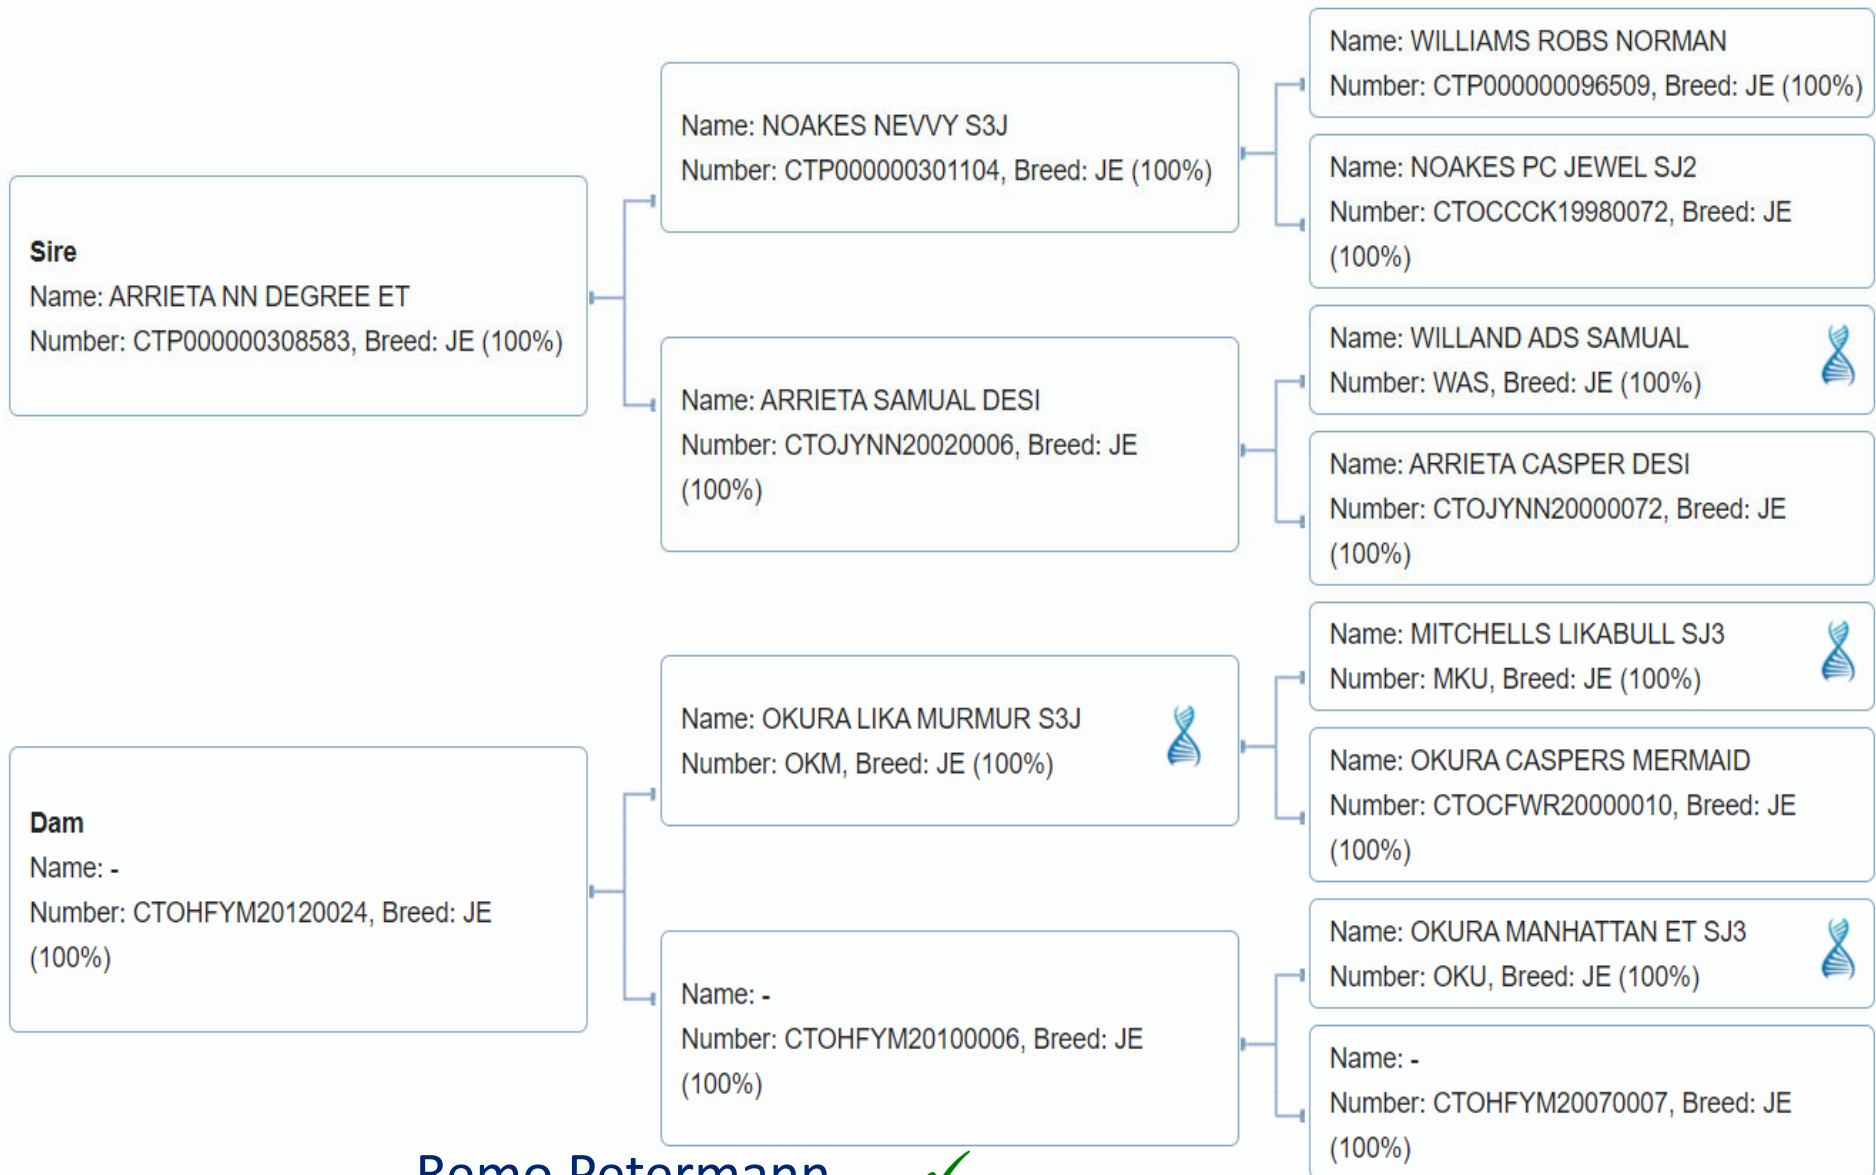 Sire
Name: ARRIETA NN DEGREE ET
Number: CTP000000308583, Breed: JE (100%)
Name: NOAKES NEVVY S3J
Number: CTP000000301104, Breed: JE (100%)
Name: WILLIAMS ROBS NORMAN
Number: CTP000000096509, Breed: JE (100%)
Name: NOAKES PC JEWEL SJ2
Number: CTOCCCK19980072, Breed: JE
(100%)
Name: ARRIETA SAMUAL DESI
Number: CTOJYNN20020006, Breed: JE
(100%)
Name: WILLAND ADS SAMUAL
Number: WAS, Breed: JE (100%)
Name: ARRIETA CASPER DESI
Number: CTOJYNN20000072, Breed: JE
(100%)
Dam
Name: -
Number: CTOHFYM20120024, Breed: JE
(100%)
Name: OKURA LIKA MURMUR S3J
Number: OKM, Breed: JE (100%)
Name: MITCHELLS LIKABULL SJ3
Number: MKU, Breed: JE (100%)
Name: OKURA CASPERS MERMAID
Number: CTOCFWR20000010, Breed: JE
(100%)
Name: -
Number: CTOHFYM20100006, Breed: JE
(100%)
Name: OKURA MANHATTAN ET SJ3
Number: OKU, Breed: JE (100%)
Name: -
Number: CTOHFYM20070007, Breed: JE
(100%)
Remo Petermann ✓